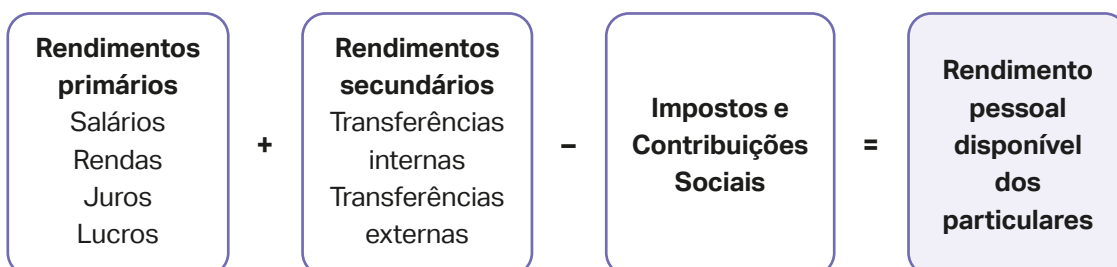 Rendimentos
primários
Salários
Rendas
Juros
Lucros
+
Rendimentos
secundários
Transferências
internas
Transferências
externas
–
Impostos e
Contribuições
Sociais
=
Rendimento
pessoal
disponível
dos
particulares